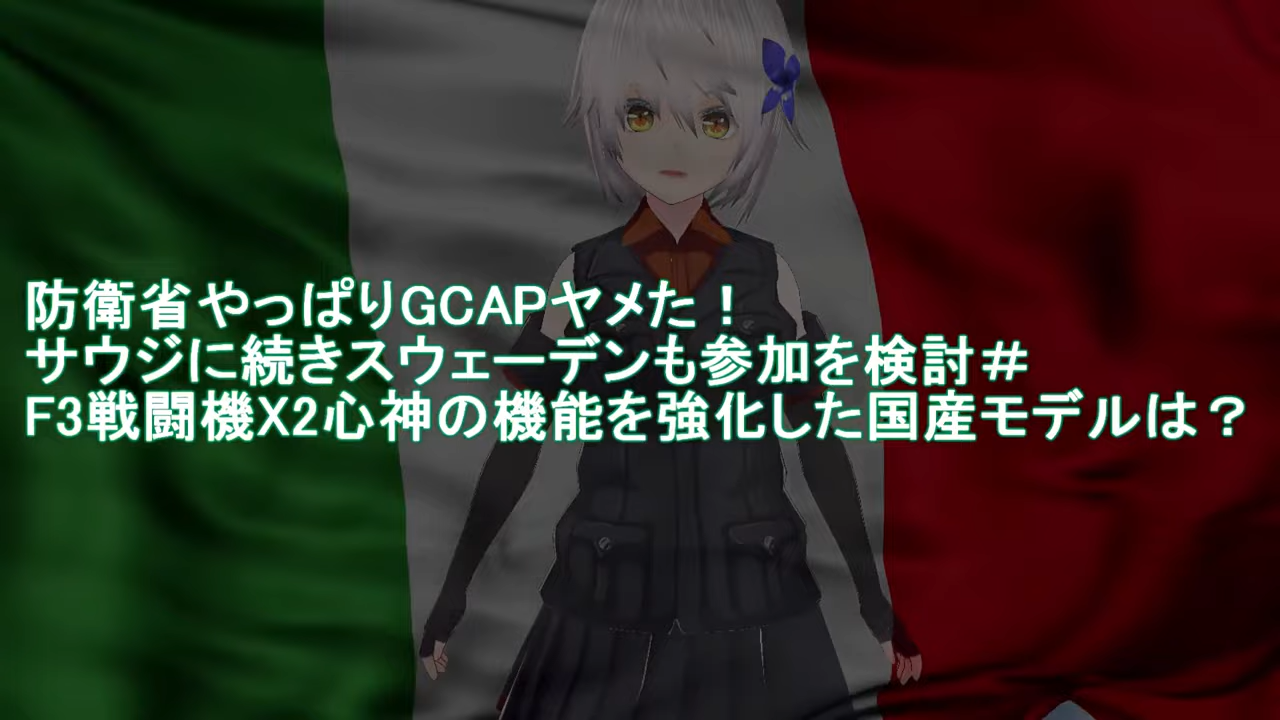 防衛省やっぱりGCAPヤメた！
サウジに続きスウェーデンも参加を検討＃
F3戦闘機X2心神の機能を強化した国産モデルは？